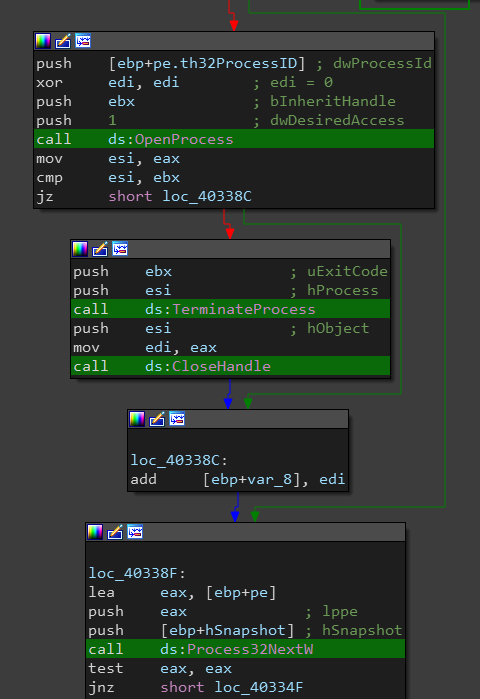 push [ebp+pe.th32ProcessID] ; dwProcessId
xor edi, edi ; edi = 0
push ebx ; bInheritHandle
push 1 ; dwDesiredAccess
call ds:OpenProcess
mov esi, eax
cmp esi, ebx
jz short loc_40338C
push ebx ; uExitCode
push esi ; hProcess
call ds:TerminateProcess
push esi ; hObject
mov edi, eax
call ds:CloseHandle
loc_40338C:
add [ebp+var_8], edi
loc_40338F:
lea eax, [ebp+pe]
push eax ; lppe
push [ebp+hSnapshot] ; hSnapshot
call ds:Process32NextW
test eax, eax
jnz short loc_40334F